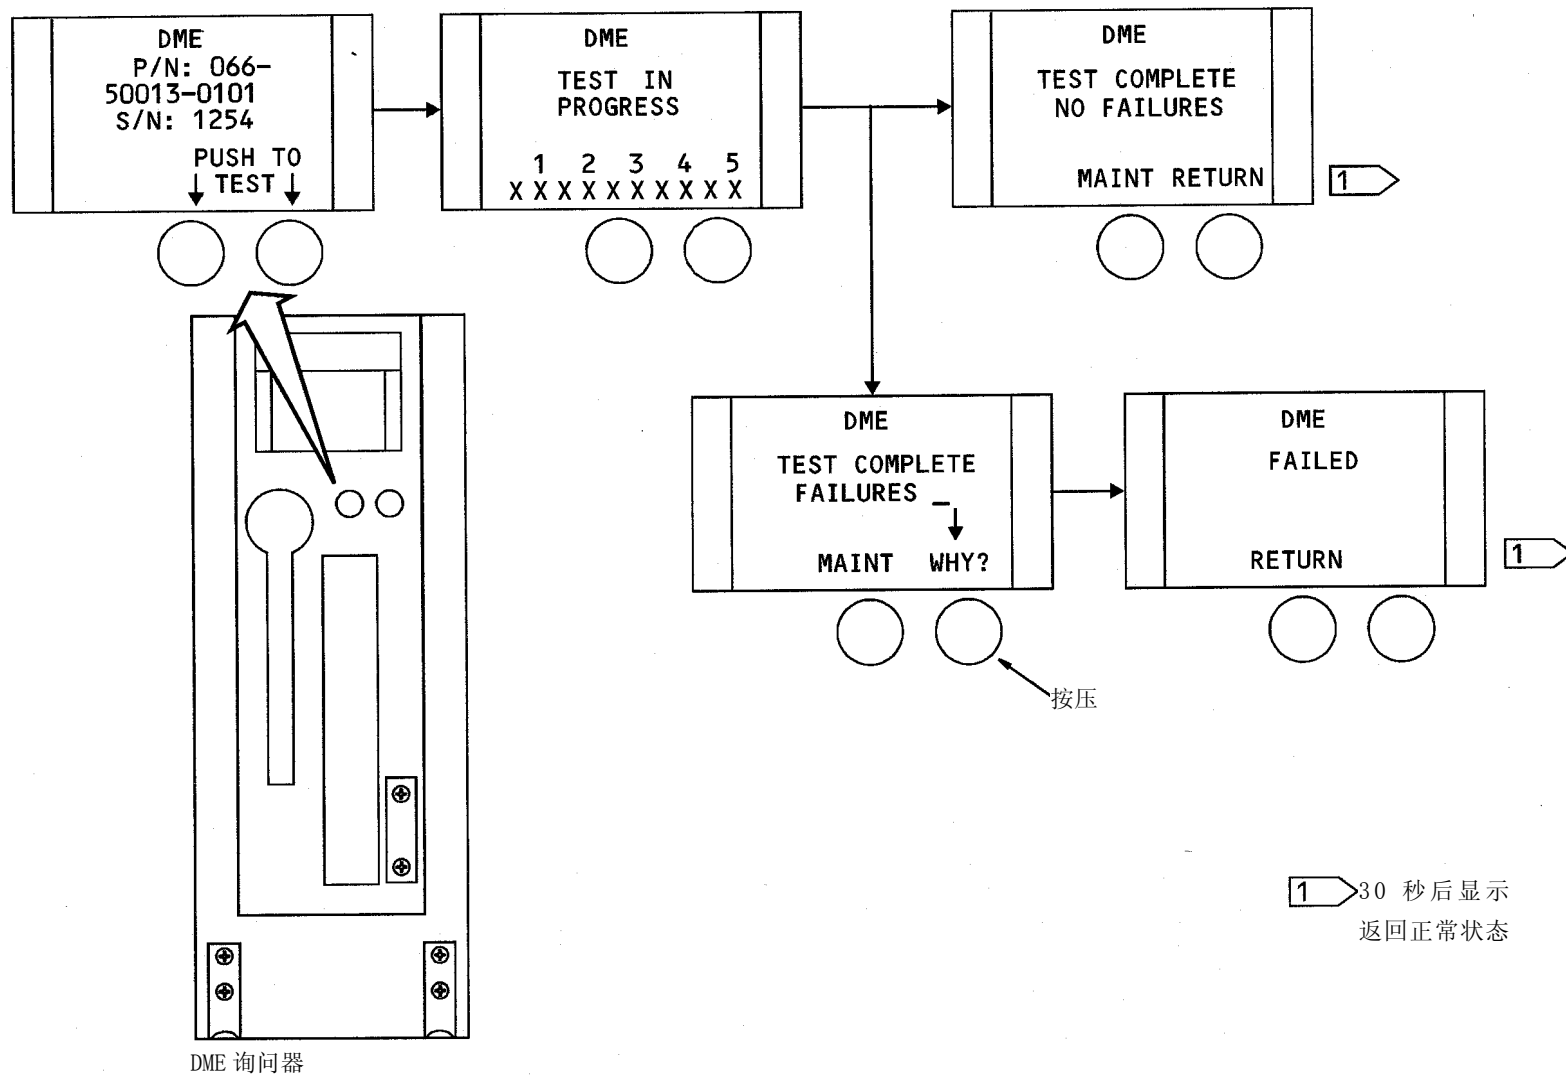 DME
P/N: 066-
50013-0101
S/N: 1254
PUSH TO
TEST
DME
TEST IN
PROGRESS
1 2 3 4 5
X X X X X X X X X X
DME
TEST COMPLETE
NO FAILURES
MAINT RETURN
1
DME
TEST COMPLETE
FAILURES _
MAINT WHY?
按压
DME
FAILED
RETURN
1
1 30 秒后显示
返回正常状态
DME 询问器